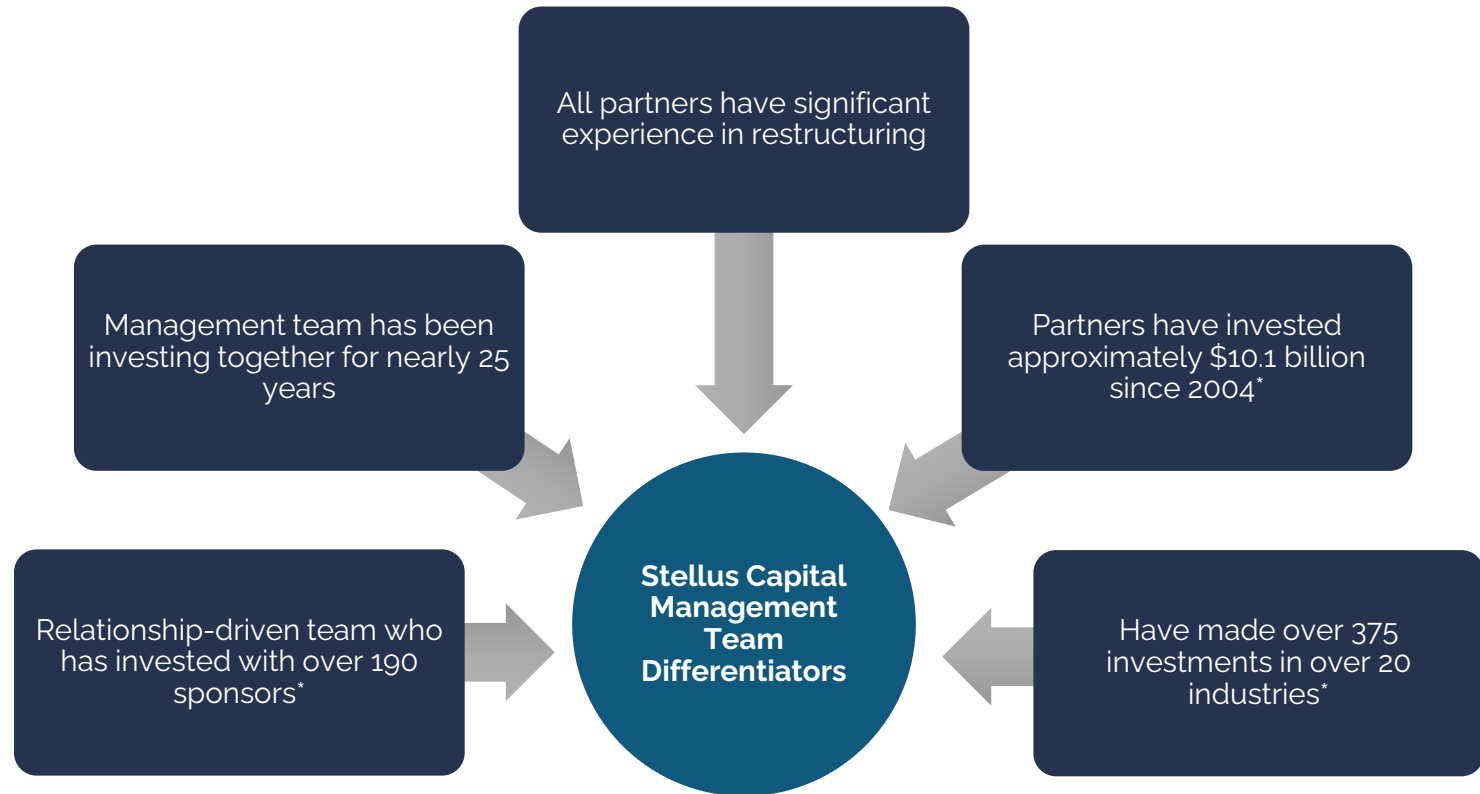 All partners have significant
experience in restructuring
Management team has been
investing together for nearly 25
years
Partners have invested
approximately $10.1 billion
since 2004*
Relationship-driven team who
has invested with over 190
sponsors*
Stellus Capital
Management
Team
Differentiators
Have made over 375
investments in over 20
industries*